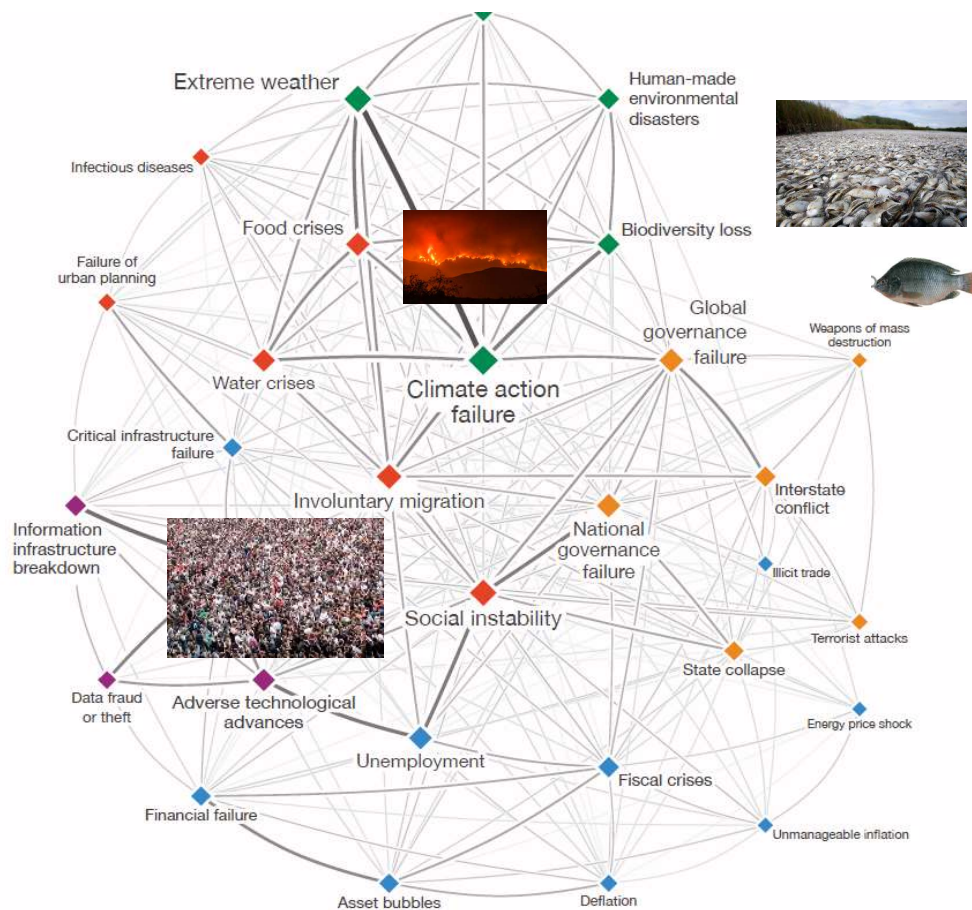 Extreme weather
Human-made
environmental
disasters
Infectious diseases
Food crises
Biodiversity loss
Failure of
urban planning
Global
governance
failure
Weapons of mass
destruction
Water crises
Climate action
failure
Critical infrastructure
failure
Involuntary migration
Interstate
conflict
Information
infrastructure
breakdown
National
governance
failure
Illicit trade
Social instability
Terrorist attacks
State collapse
Data fraud
or theft
Adverse technological
advances
Energy price shock
Unemployment
Fiscal crises
Financial failure
Unmanageable inflation
Asset bubbles
Deflation